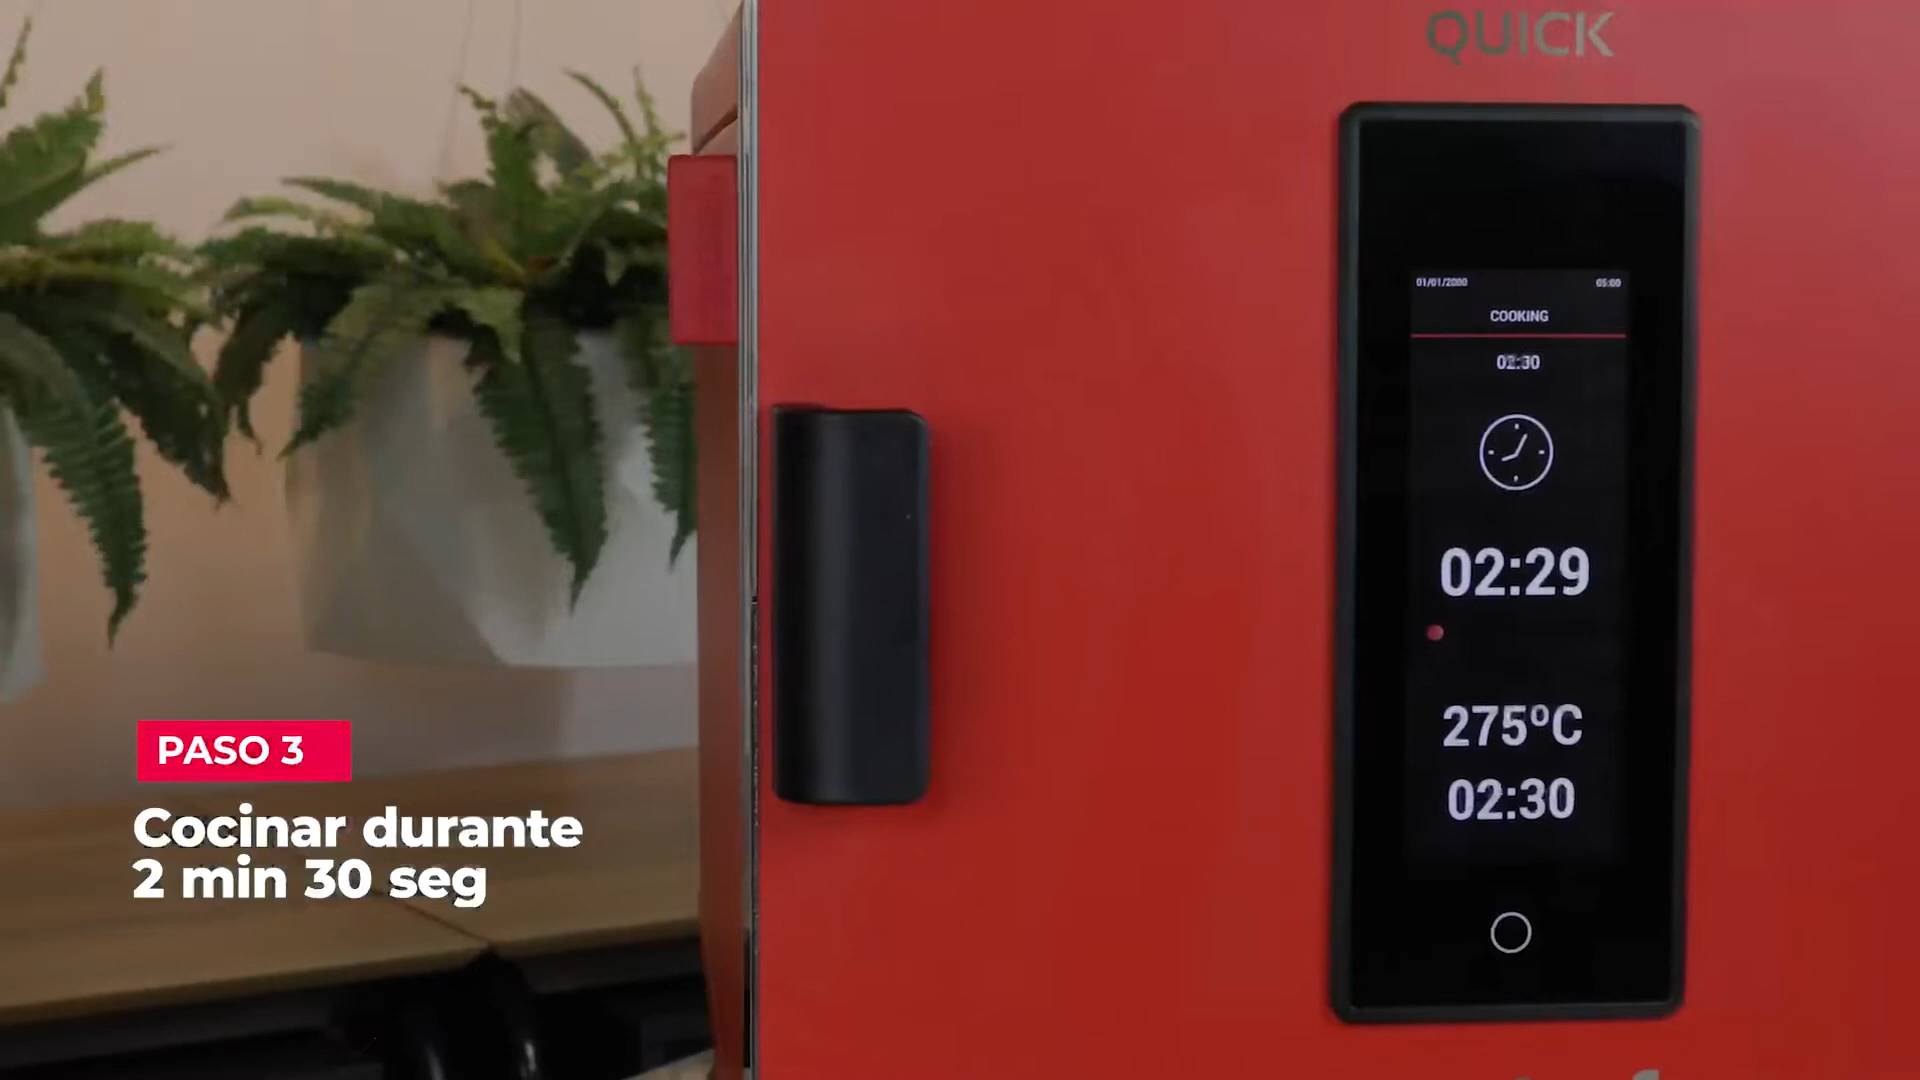 QUICK
01/01/2000 05:00
COOKING
02:30
02:29
275ºC
02:30
PASO 3
Cocinar durante
2 min 30 seg